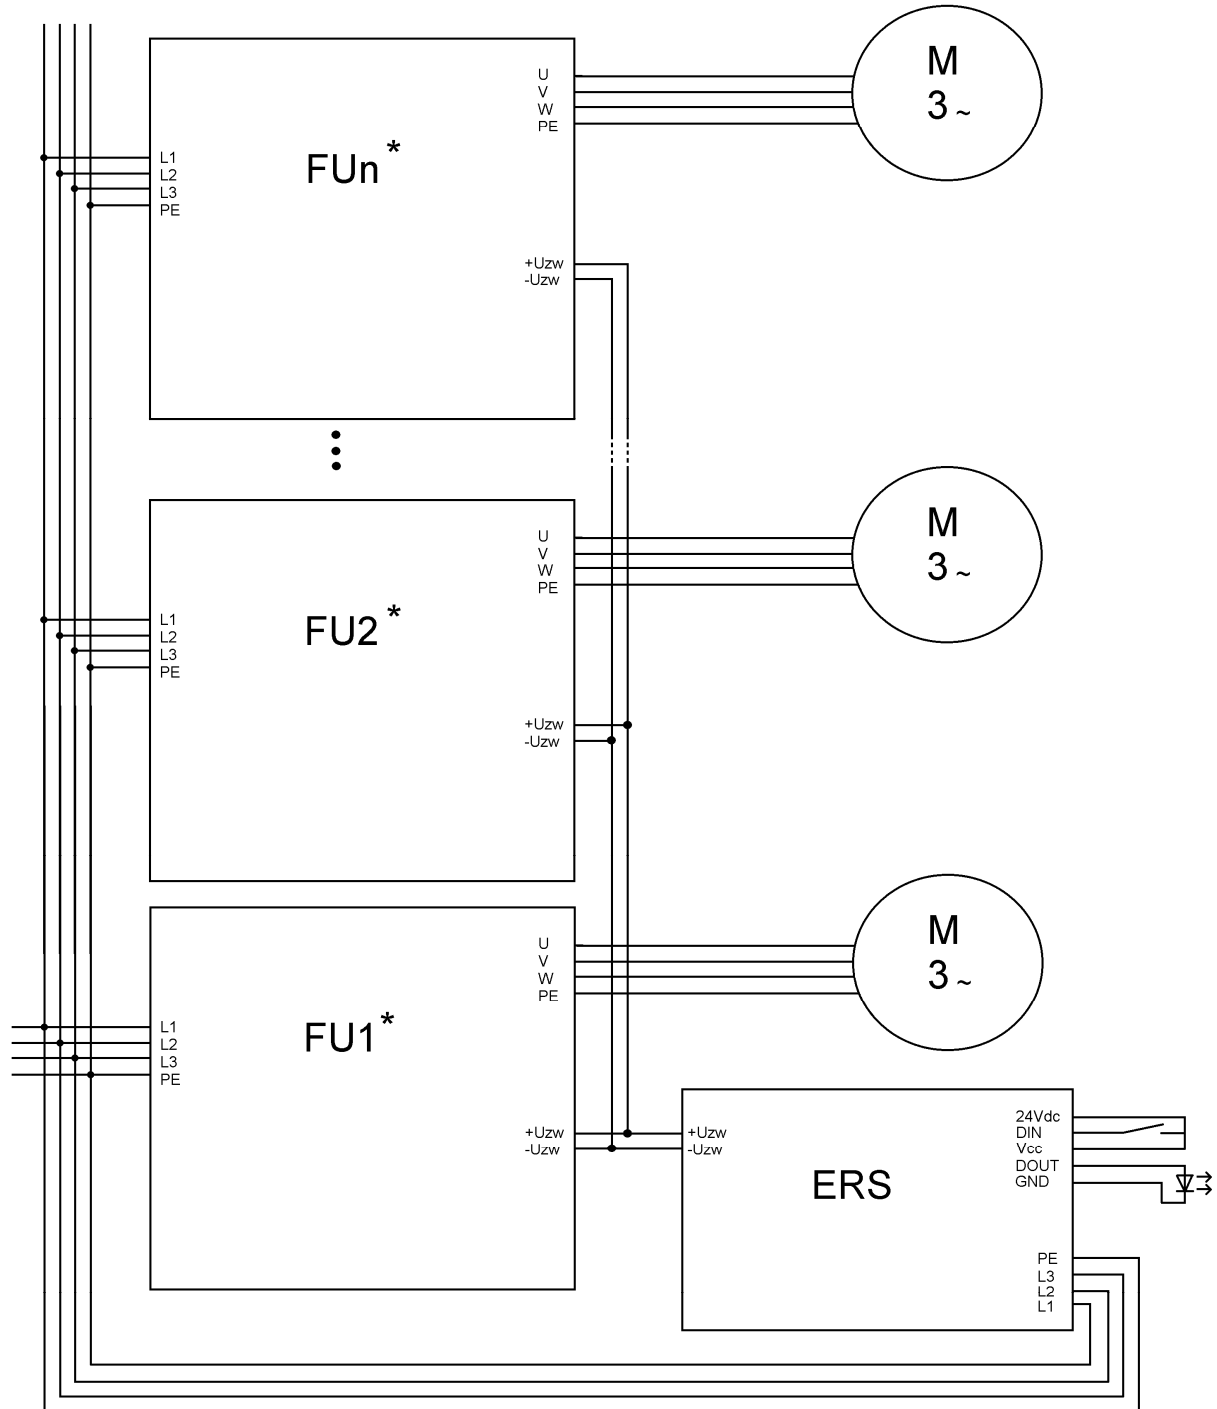 U
V
W
PE
M
3 ~
FUn *
L1
L2
L3
PE
+Uzw
-Uzw
U
V
W
PE
M
3 ~
FU2 *
L1
L2
L3
PE
+Uzw
-Uzw
U
V
W
PE
M
3 ~
FU1 *
L1
L2
L3
PE
+Uzw
-Uzw
+Uzw
-Uzw
ERS
24Vdc
DIN
Vcc
DOUT
GND
PE
L3
L2
L1